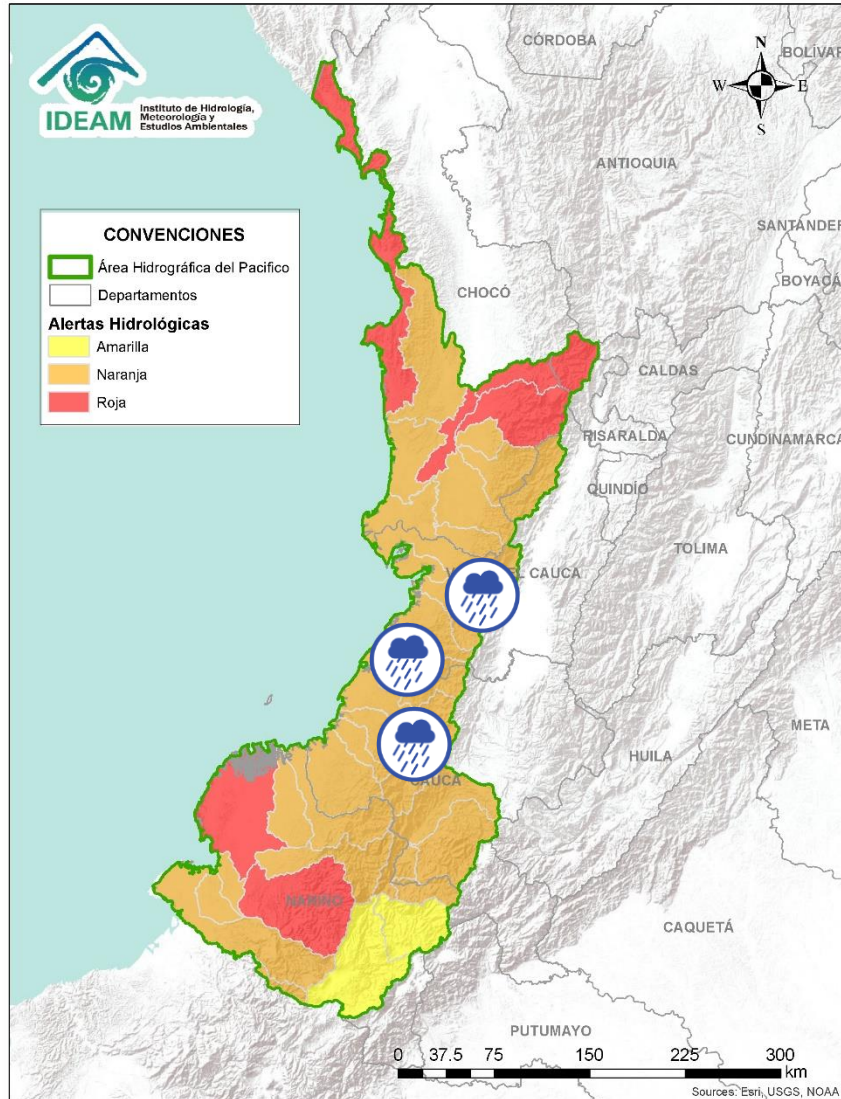 IDEAM
Instituto de Hidrología,
Meteorología y
Estudios Ambientales
CÓRDOBA
BOLÍVAR
N
W
E
S
ANTIOQUIA
SANTANDER
BOYACÁ
CONVENCIONES
Área Hidrográfica del Pacifico
Departamentos
Alertas Hidrológicas
Amarilla
Naranja
Roja
CHOCÓ
CALDAS
RISARALDA
CUNDINAMARCA
QUINDÍO
TOLIMA
EL CAUCA
META
HUILA
CAUCA
NARIÑO
CAQUETÁ
PUTUMAYO
0 37.5 75 150 225 300
km
Sources: Esri, USGS, NOAA